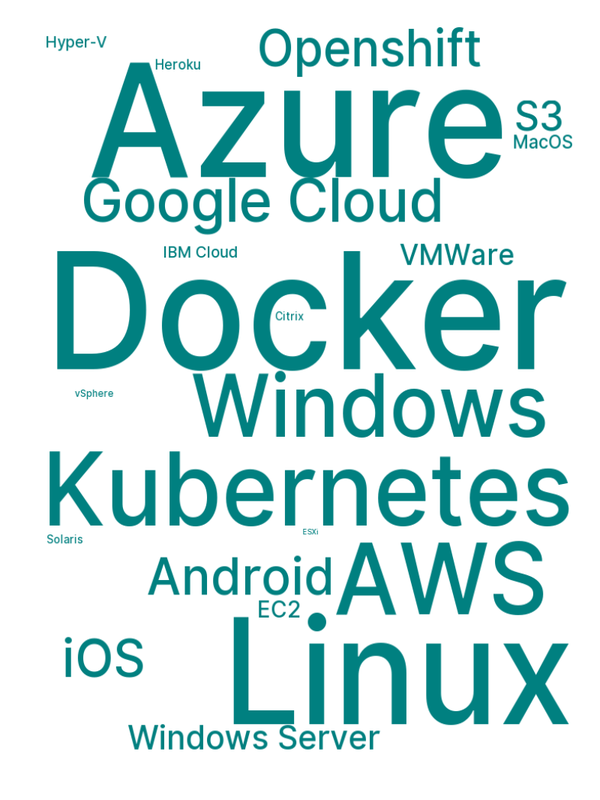 Hyper-V
Openshift
Heroku
Azure
S3
MacOS
Google Cloud
IBM Cloud
VMWare
Docker
Citrix
Windows
vSphere
Kubernetes
ESXi
Solaris
Android
AWS
EC2
iOS
Linux
Windows Server